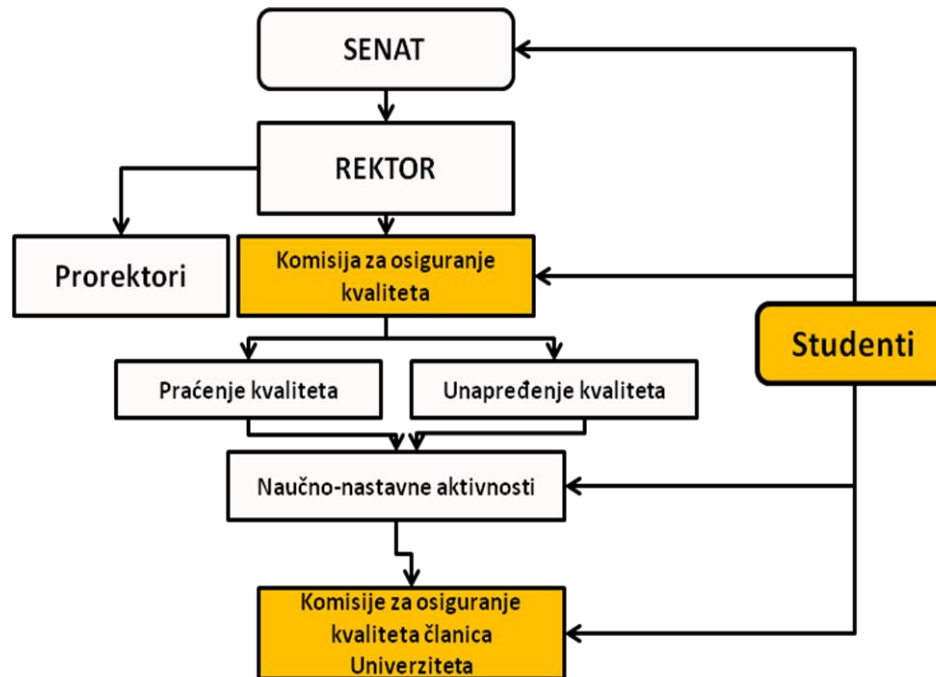 SENAT
REKTOR
Prorektori
Komisija za osiguranje
kvaliteta
Studenti
Praćenje kvaliteta
Unapređenje kvaliteta
Naučno-nastavne aktivnosti
Komisije za osiguranje
kvaliteta članica
Univerziteta